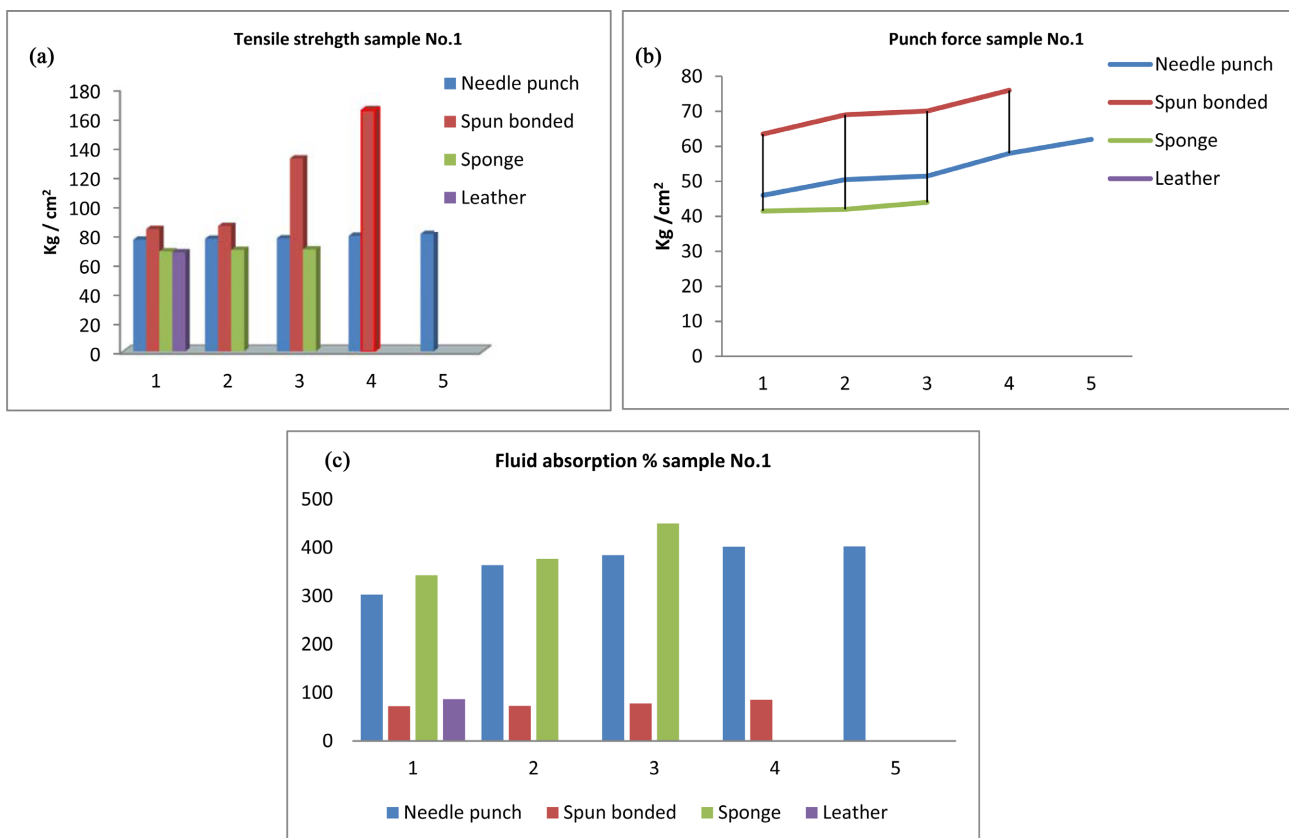 Tensile strehgth sample No.1
(a)
Kg / cm²
180
160
140
120
100
80
60
40
20
0
1 2 3 4 5
Needle punch
Spun bonded
Sponge
Leather
Punch force sample No.1
(b)
Kg /cm²
80
70
60
50
40
30
20
10
0
1 2 3 4 5
Needle punch
Spun bonded
Sponge
Leather
(c)
Fluid absorption % sample No.1
500
400
300
200
100
0
1 2 3 4 5
Needle punch Spun bonded Sponge Leather